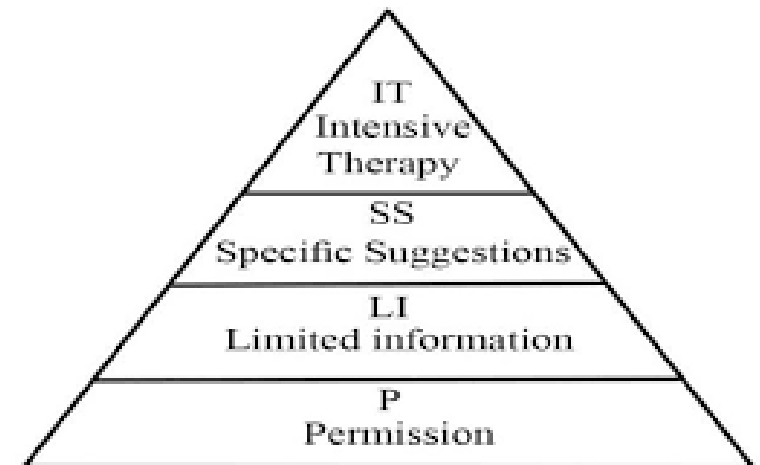 IT
Intensive
Therapy
SS
Specific Suggestions
LI
Limited information
P
Permission